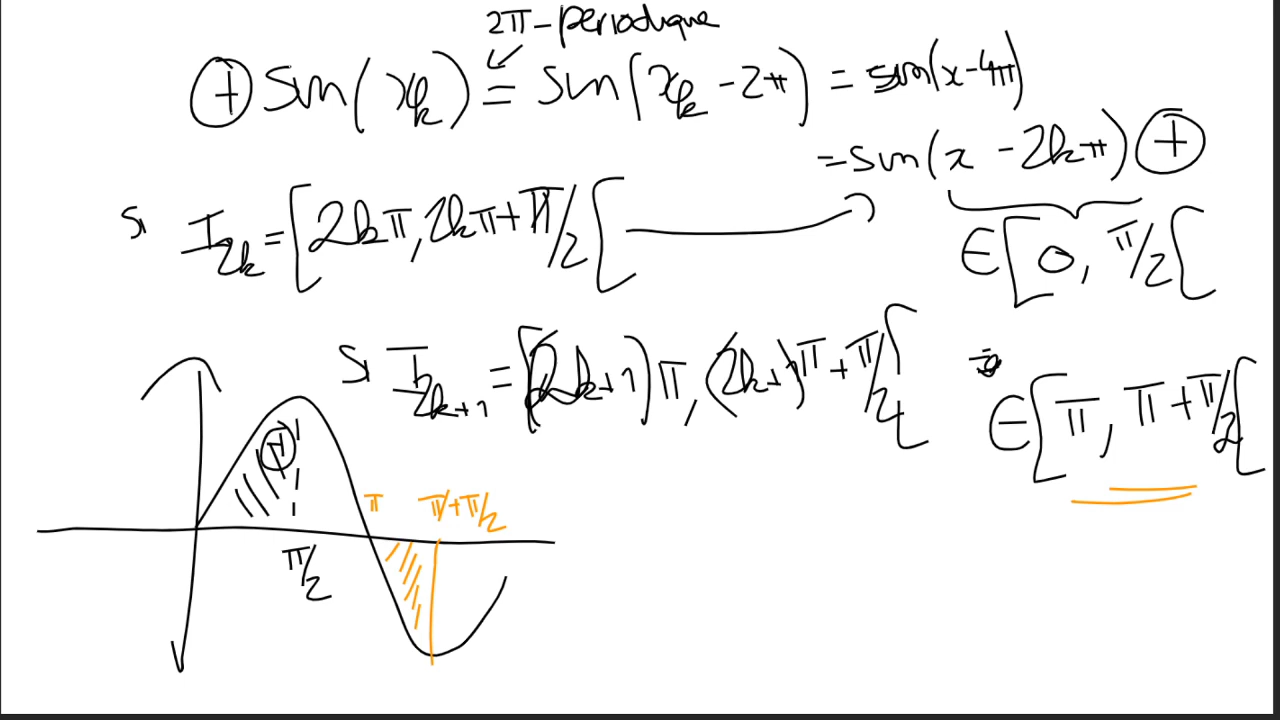 2π-periodique
⊕ sin(x_k) = sin(x_k - 2π) = sin(x-4π)
= sin(x - 2kπ) ⊕
Si I_2k = [2kπ, 2kπ+π/2[
∈ [0, π/2[
Si I_2k+1 = [(2k+1)π, (2k+1)π+π/2[
∈ [π, π+π/2[
⊕
π
π+π/2
π/2